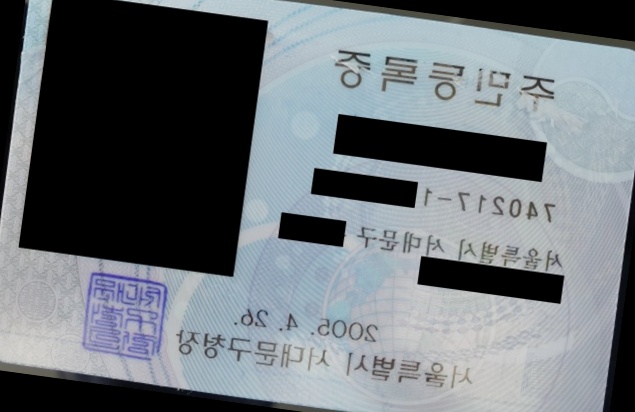 주민등록증
740217-1
서울특별시 서대문구
2005. 4. 26.
서울특별시 서대문구청장